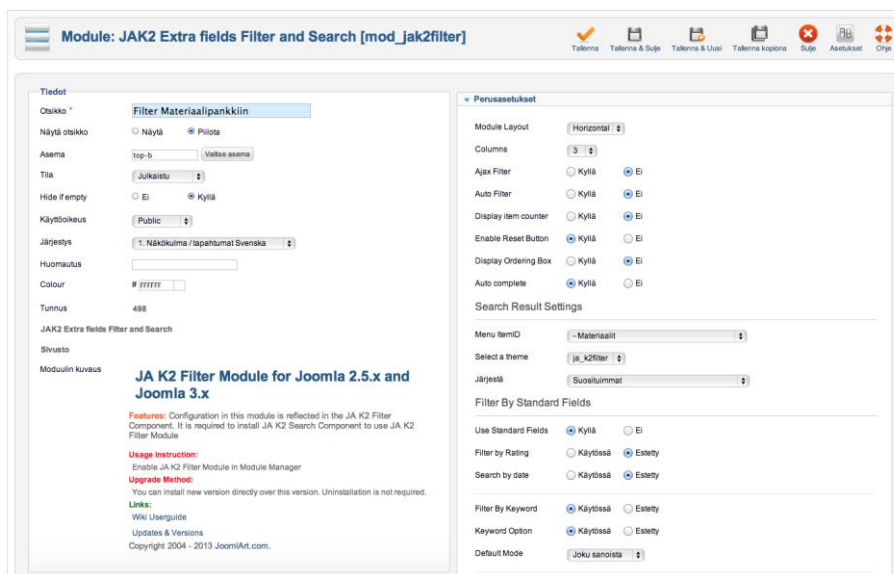 Module: JAK2 Extra fields Filter and Search [mod_jak2filter]
Tallenna Tallenna & Sulje Tallenna & Uusi Tallenna kopiona Sulje Asetukset Ohje
Tiedot
Otsikko * Filter Materiaalipankkiin
Näytä otsikko Näytä Piilota
Asema top-b Valitse asema
Tila Julkaistu
Hide if empty Ei Kyllä
Käyttöoikeus Public
Järjestys 1. Näkökulma / tapahtumat Svenska
Huomautus
Colour # ffffff
Tunnus 498
JAK2 Extra fields Filter and Search
Sivusto
Moduulin kuvaus
JA K2 Filter Module for Joomla 2.5.x and
Joomla 3.x
Features: Configuration in this module is reflected in the JA K2 Filter
Component. It is required to install JA K2 Search Component to use JA K2
Filter Module
Usage Instruction:
Enable JA K2 Filter Module in Module Manager
Upgrade Method:
You can install new version directly over this version. Uninstallation is not required.
Links:
Wiki Userguide
Updates & Versions
Copyright 2004 - 2013 JoomlArt.com.
Perusasetukset
Module Layout Horizontal
Columns 3
Ajax Filter Kyllä Ei
Auto Filter Kyllä Ei
Display item counter Kyllä Ei
Enable Reset Button Kyllä Ei
Display Ordering Box Kyllä Ei
Auto complete Kyllä Ei
Search Result Settings
Menu ItemID - Materiaalit
Select a theme ja_k2filter
Järjestä Suosituimmat
Filter By Standard Fields
Use Standard Fields Kyllä Ei
Filter by Rating Käytössä Estetty
Search by date Käytössä Estetty
Filter By Keyword Käytössä Estetty
Keyword Option Käytössä Estetty
Default Mode Joku sanoista